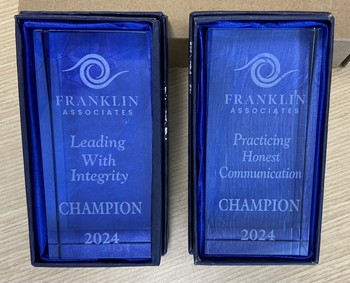 FRANKLIN
ASSOCIATES
Leading
With
Integrity
CHAMPION
2024
FRANKLIN
ASSOCIATES
Practicing
Honest
Communication
CHAMPION
2024